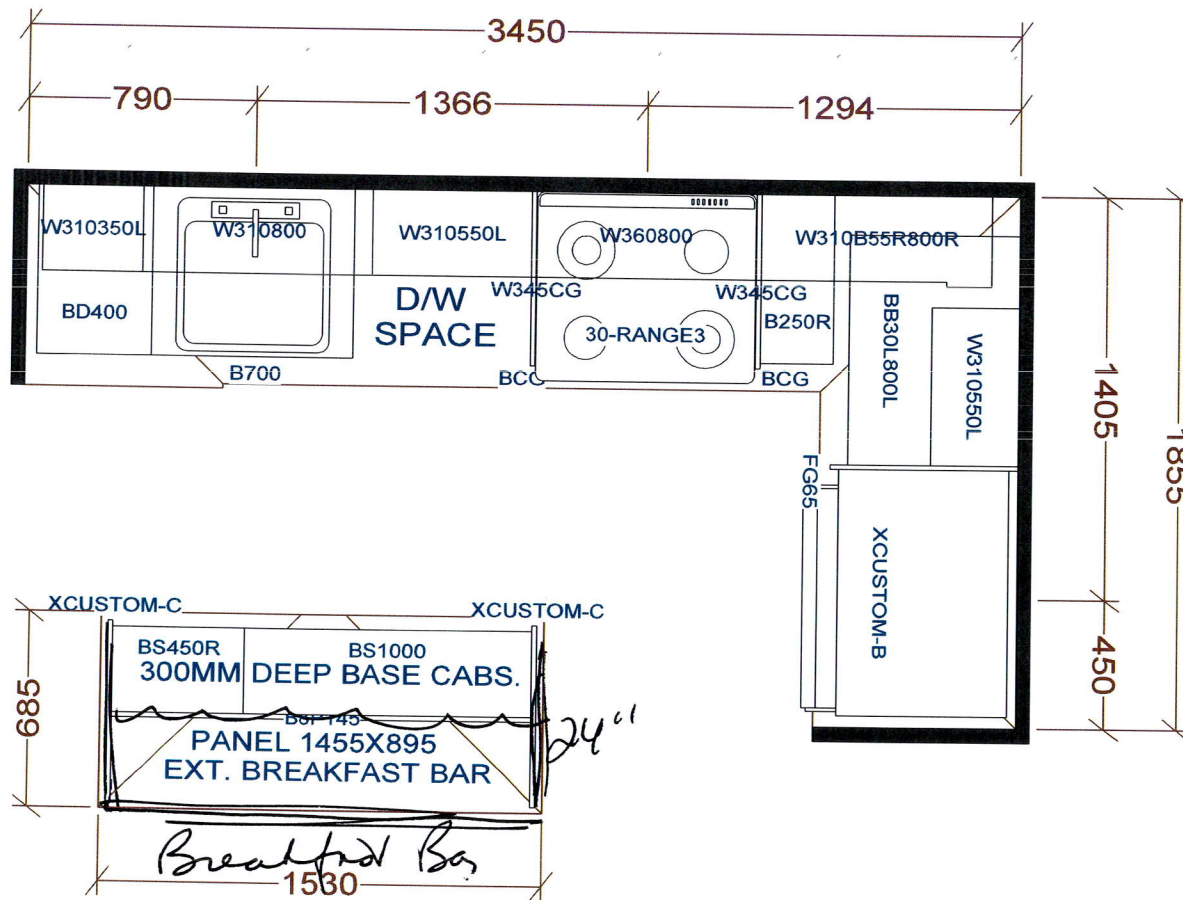 3450
790
1366
1294
W310350L
W310800
W310550L
W360800
W310B55R800R
W345CG
W345CG
BD400
D/W
SPACE
30-RANGE3
B250R
BB30L800L
W310550L
B700
BCG
BCG
1405
1855
FG65
XCUSTOM-B
450
XCUSTOM-C
XCUSTOM-C
BS450R
BS1000
300MM DEEP BASE CABS.
685
24"
PANEL 1455X895
EXT. BREAKFAST BAR
Breakfast Bar
1530